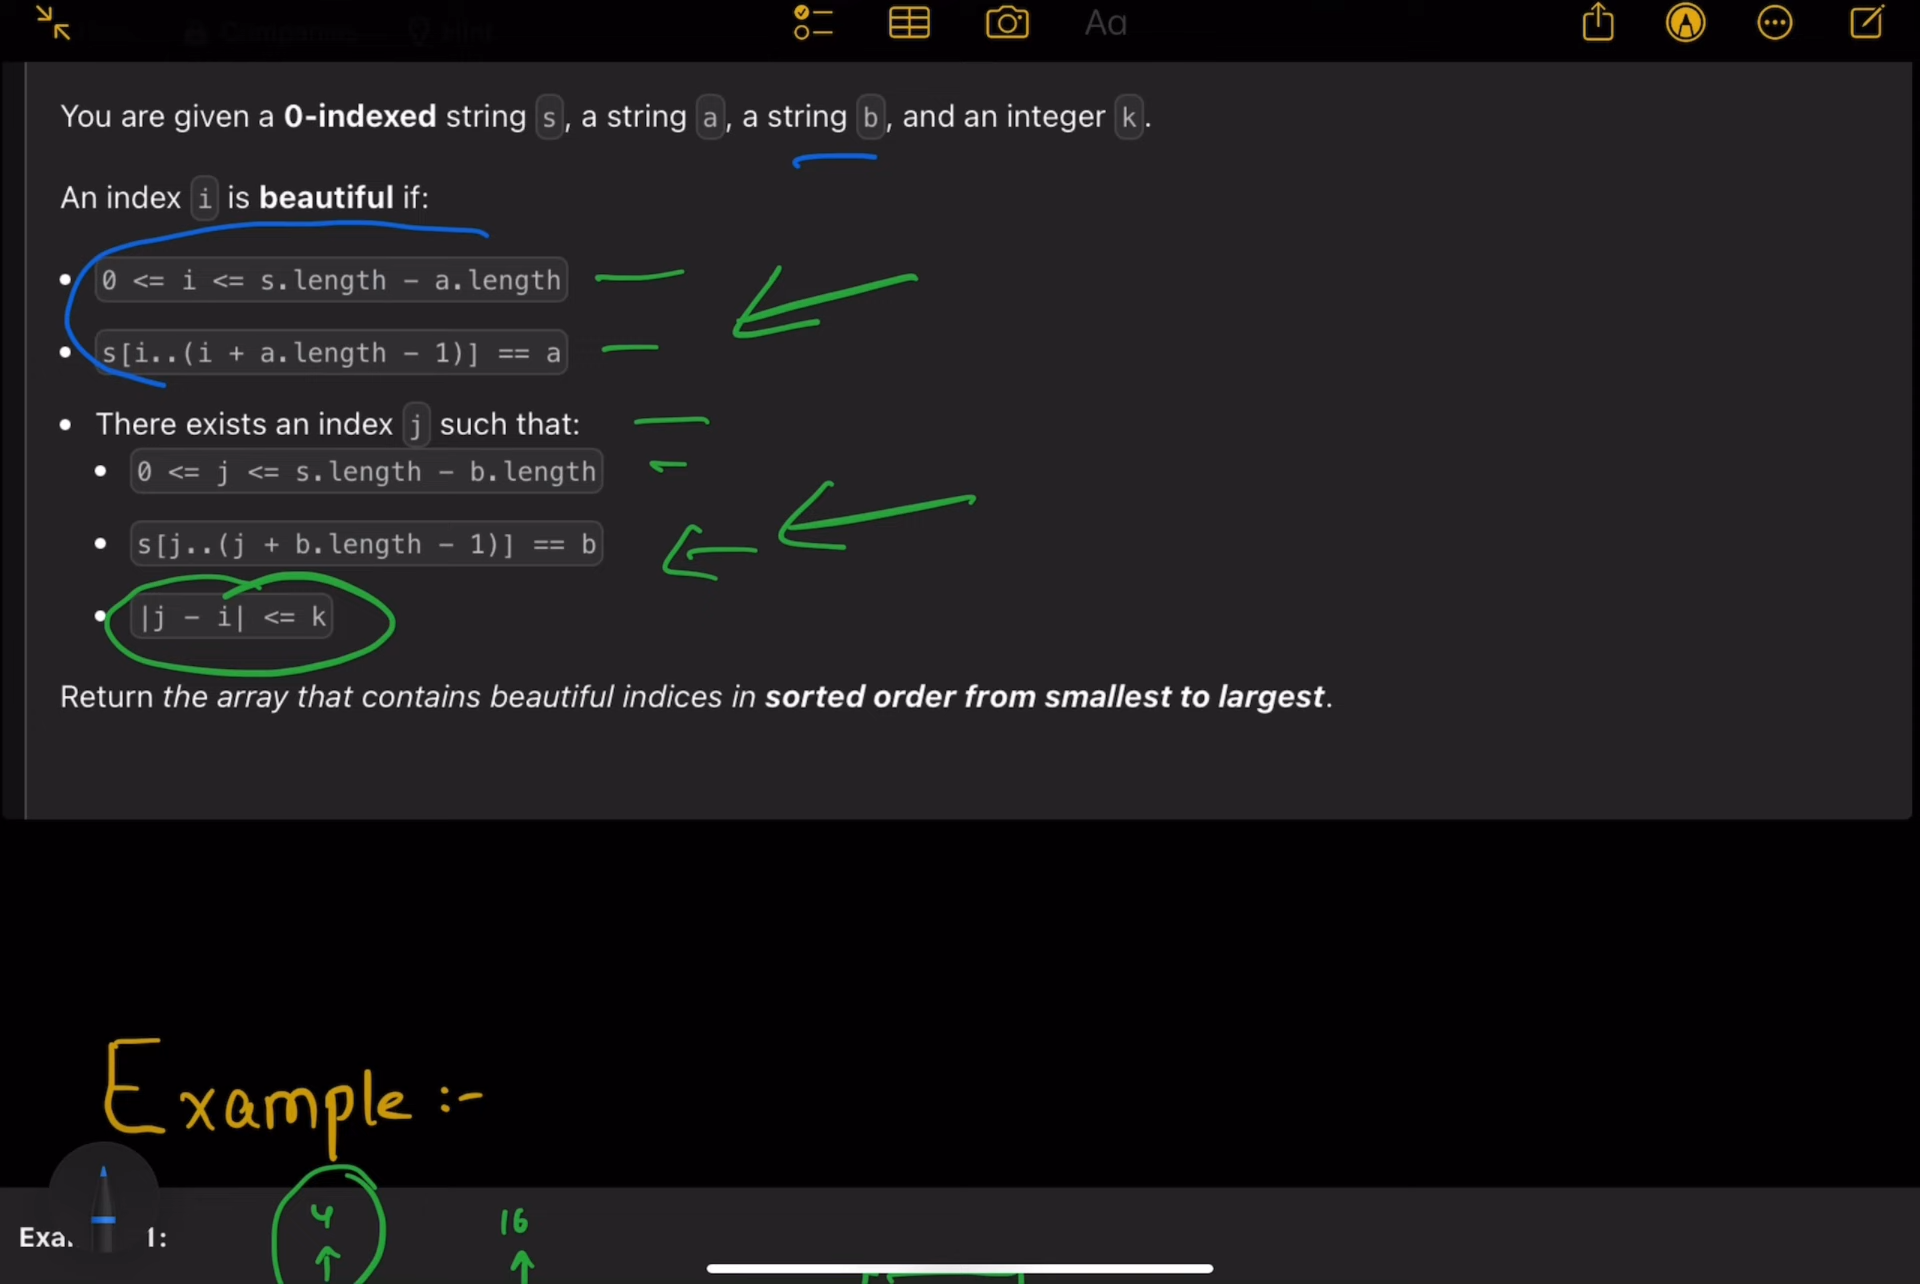 Aa
You are given a 0-indexed string s, a string a, a string b, and an integer k.
An index i is beautiful if:
• 0 <= i <= s.length - a.length
• s[i..(i + a.length - 1)] == a
• There exists an index j such that:
• 0 <= j <= s.length - b.length
• s[j..(j + b.length - 1)] == b
• |j - i| <= k
Return the array that contains beautiful indices in sorted order from smallest to largest.
Example :-
4 16
1: